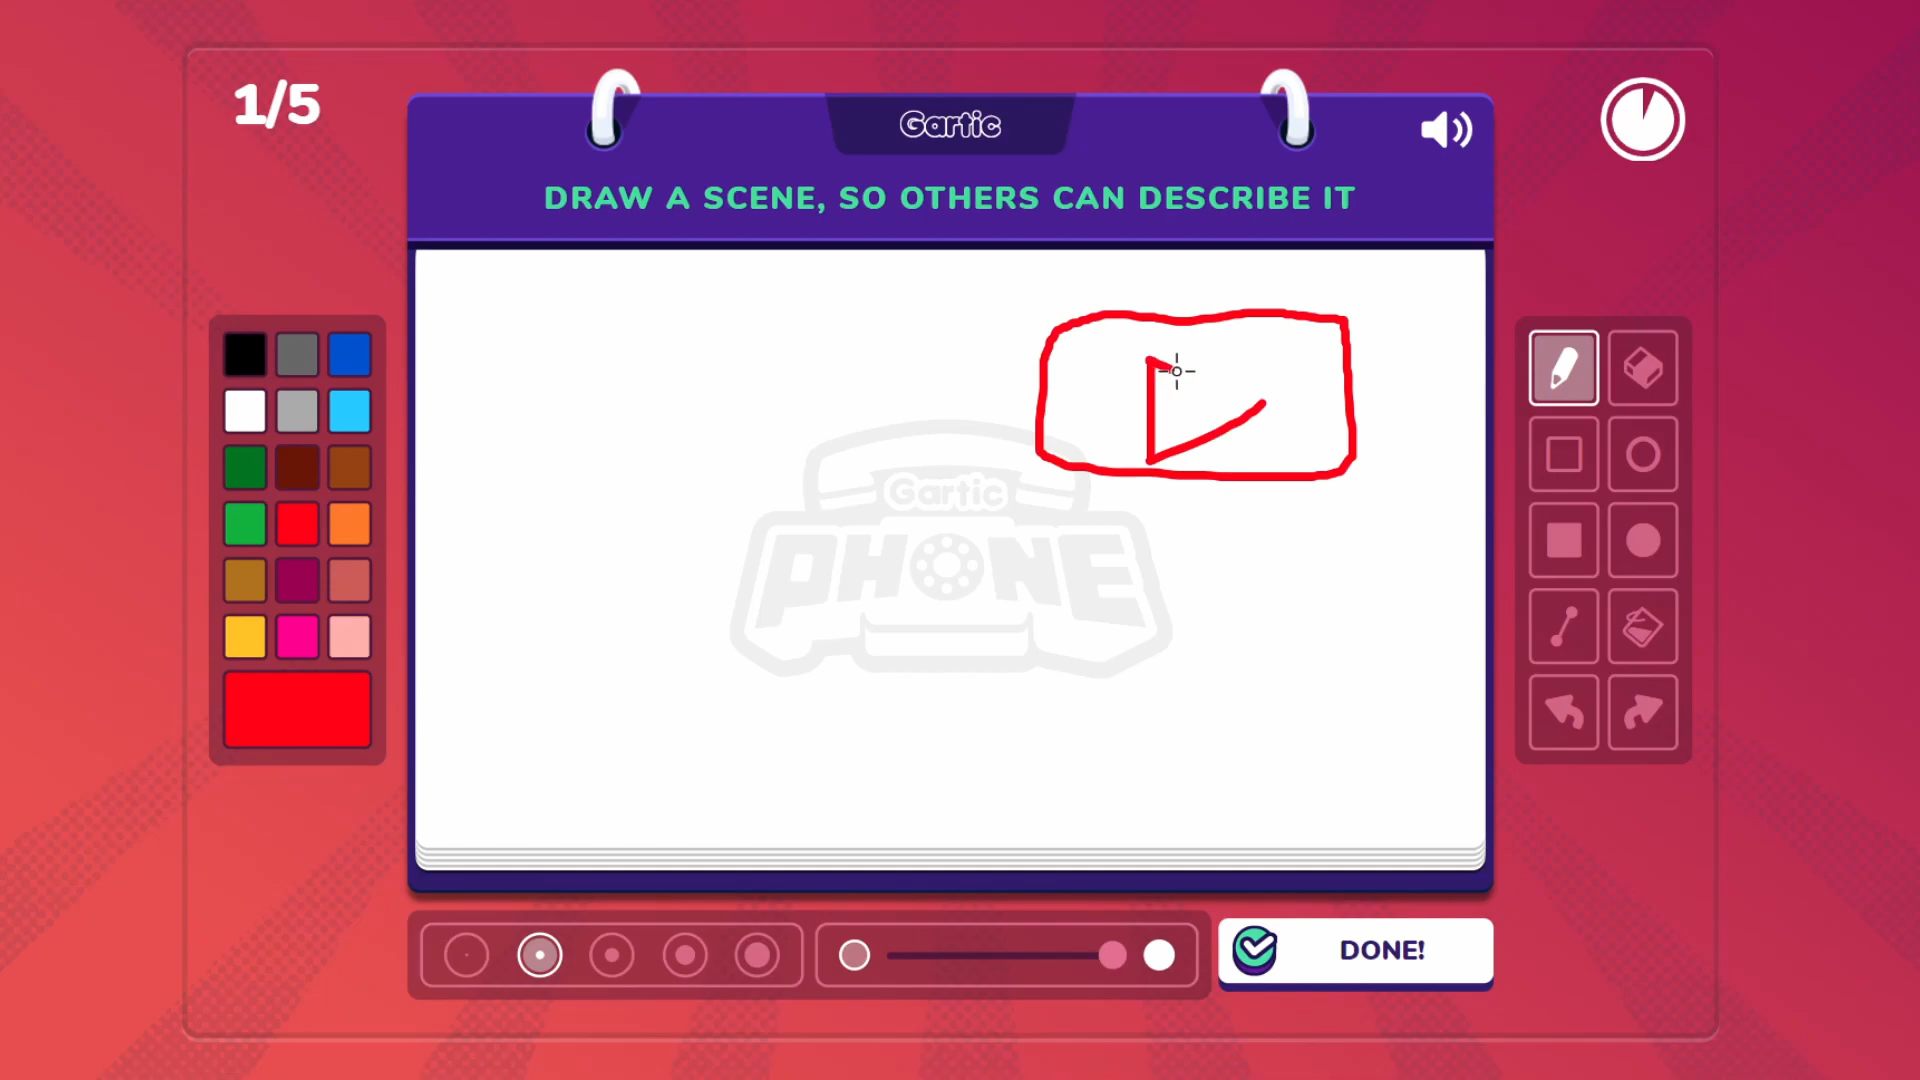 1/5
Gartic
DRAW A SCENE, SO OTHERS CAN DESCRIBE IT
Gartic
PHONE
DONE!